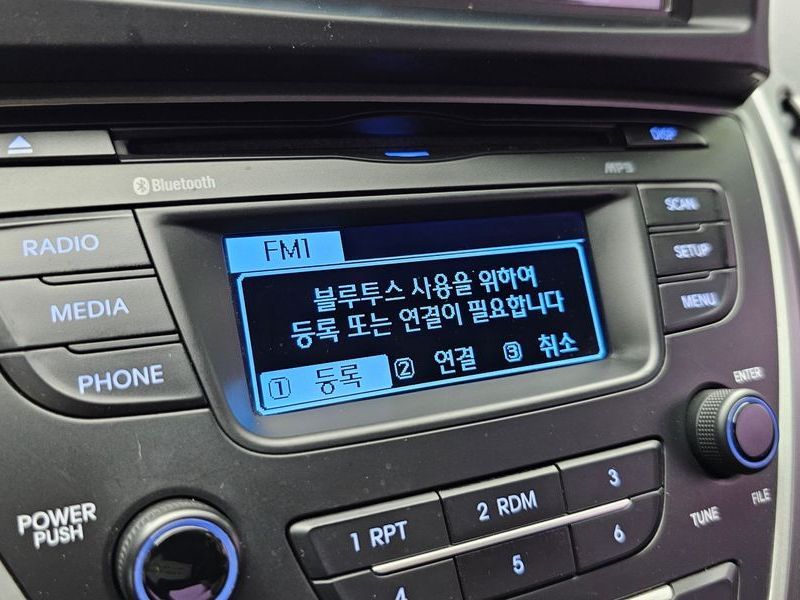 DISP
Bluetooth
MP3
RADIO
SCAN
FM1
SETUP
MEDIA
블루투스 사용을 위하여
등록 또는 연결이 필요합니다
MENU
PHONE
① 등록 ② 연결 ③ 취소
ENTER
POWER
PUSH
1 RPT
2 RDM
3
TUNE
FILE
4
5
6